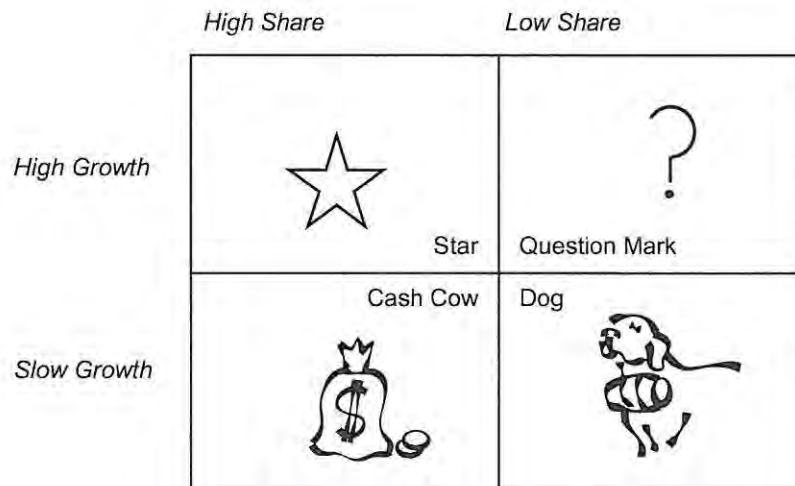 High Share Low Share
High Growth
Star Question Mark
Cash Cow Dog
Slow Growth
$